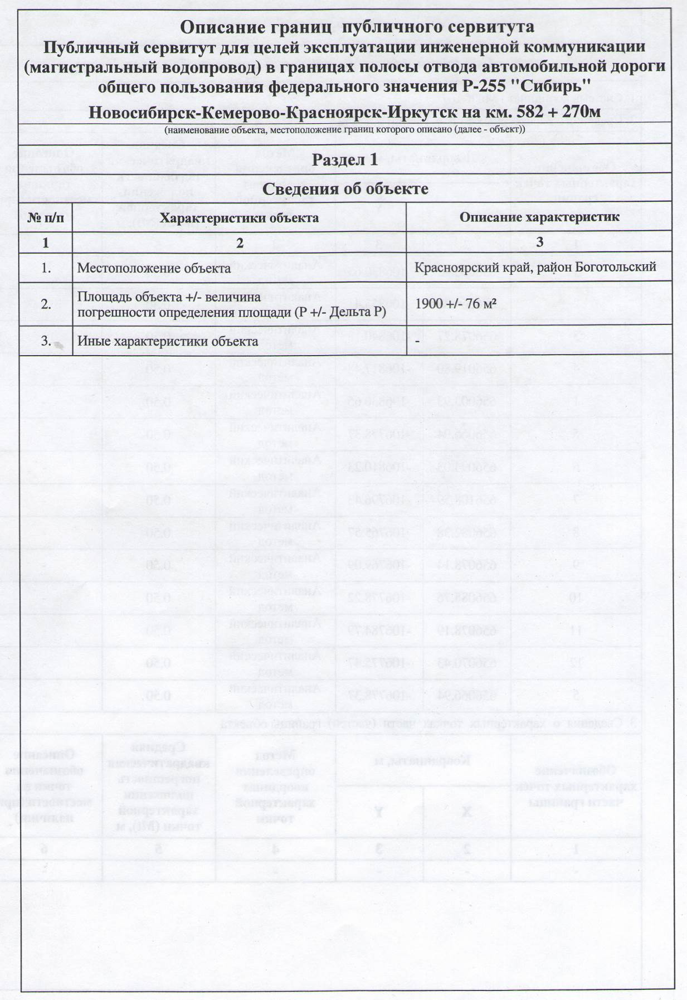 Описание границ публичного сервитута
Публичный сервитут для целей эксплуатации инженерной коммуникации
(магистральный водопровод) в границах полосы отвода автомобильной дороги
общего пользования федерального значения Р-255 "Сибирь"
Новосибирск-Кемерово-Красноярск-Иркутск на км. 582 + 270м
(наименование объекта, местоположение границ которого описано (далее - объект))
Раздел 1
Сведения об объекте
№ п/п Характеристики объекта Описание характеристик
1 2 3
1. Местоположение объекта Красноярский край, район Боготольский
2. Площадь объекта +/- величина
погрешности определения площади (Р +/- Дельта Р) 1900 +/- 76 м²
3. Иные характеристики объекта -